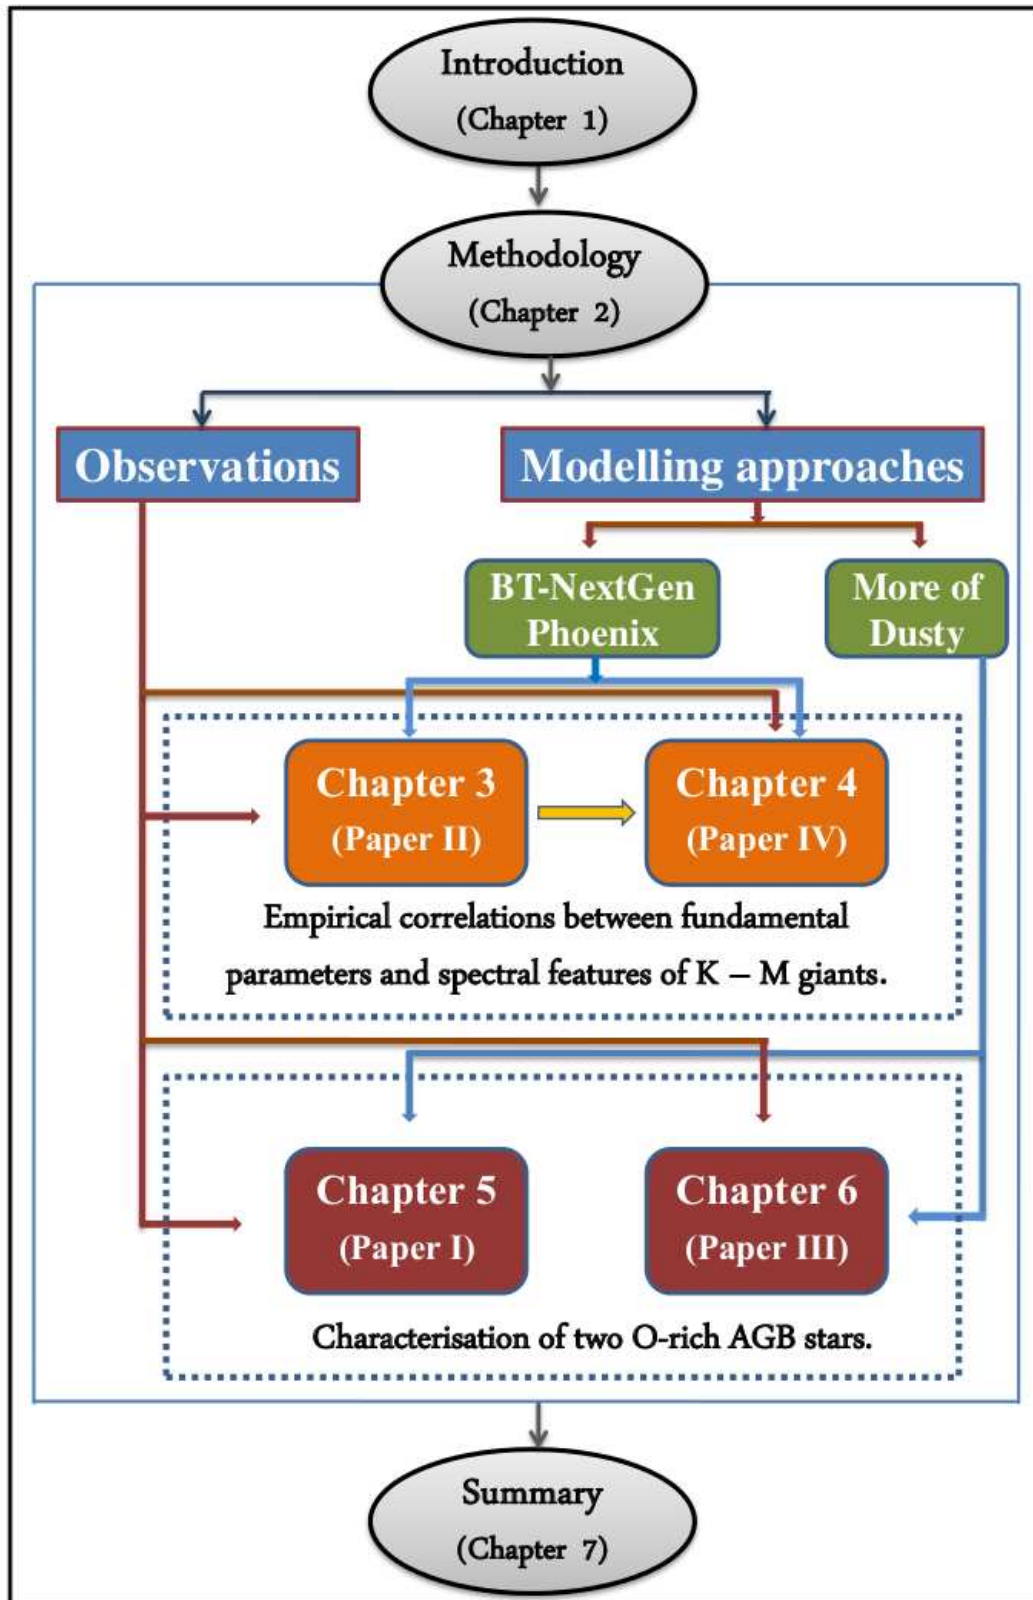 Introduction
(Chapter 1)
Methodology
(Chapter 2)
Observations
Modelling approaches
BT-NextGen
Phoenix
More of
Dusty
Chapter 3
(Paper II)
Chapter 4
(Paper IV)
Empirical correlations between fundamental
parameters and spectral features of K – M giants.
Chapter 5
(Paper I)
Chapter 6
(Paper III)
Characterisation of two O-rich AGB stars.
Summary
(Chapter 7)